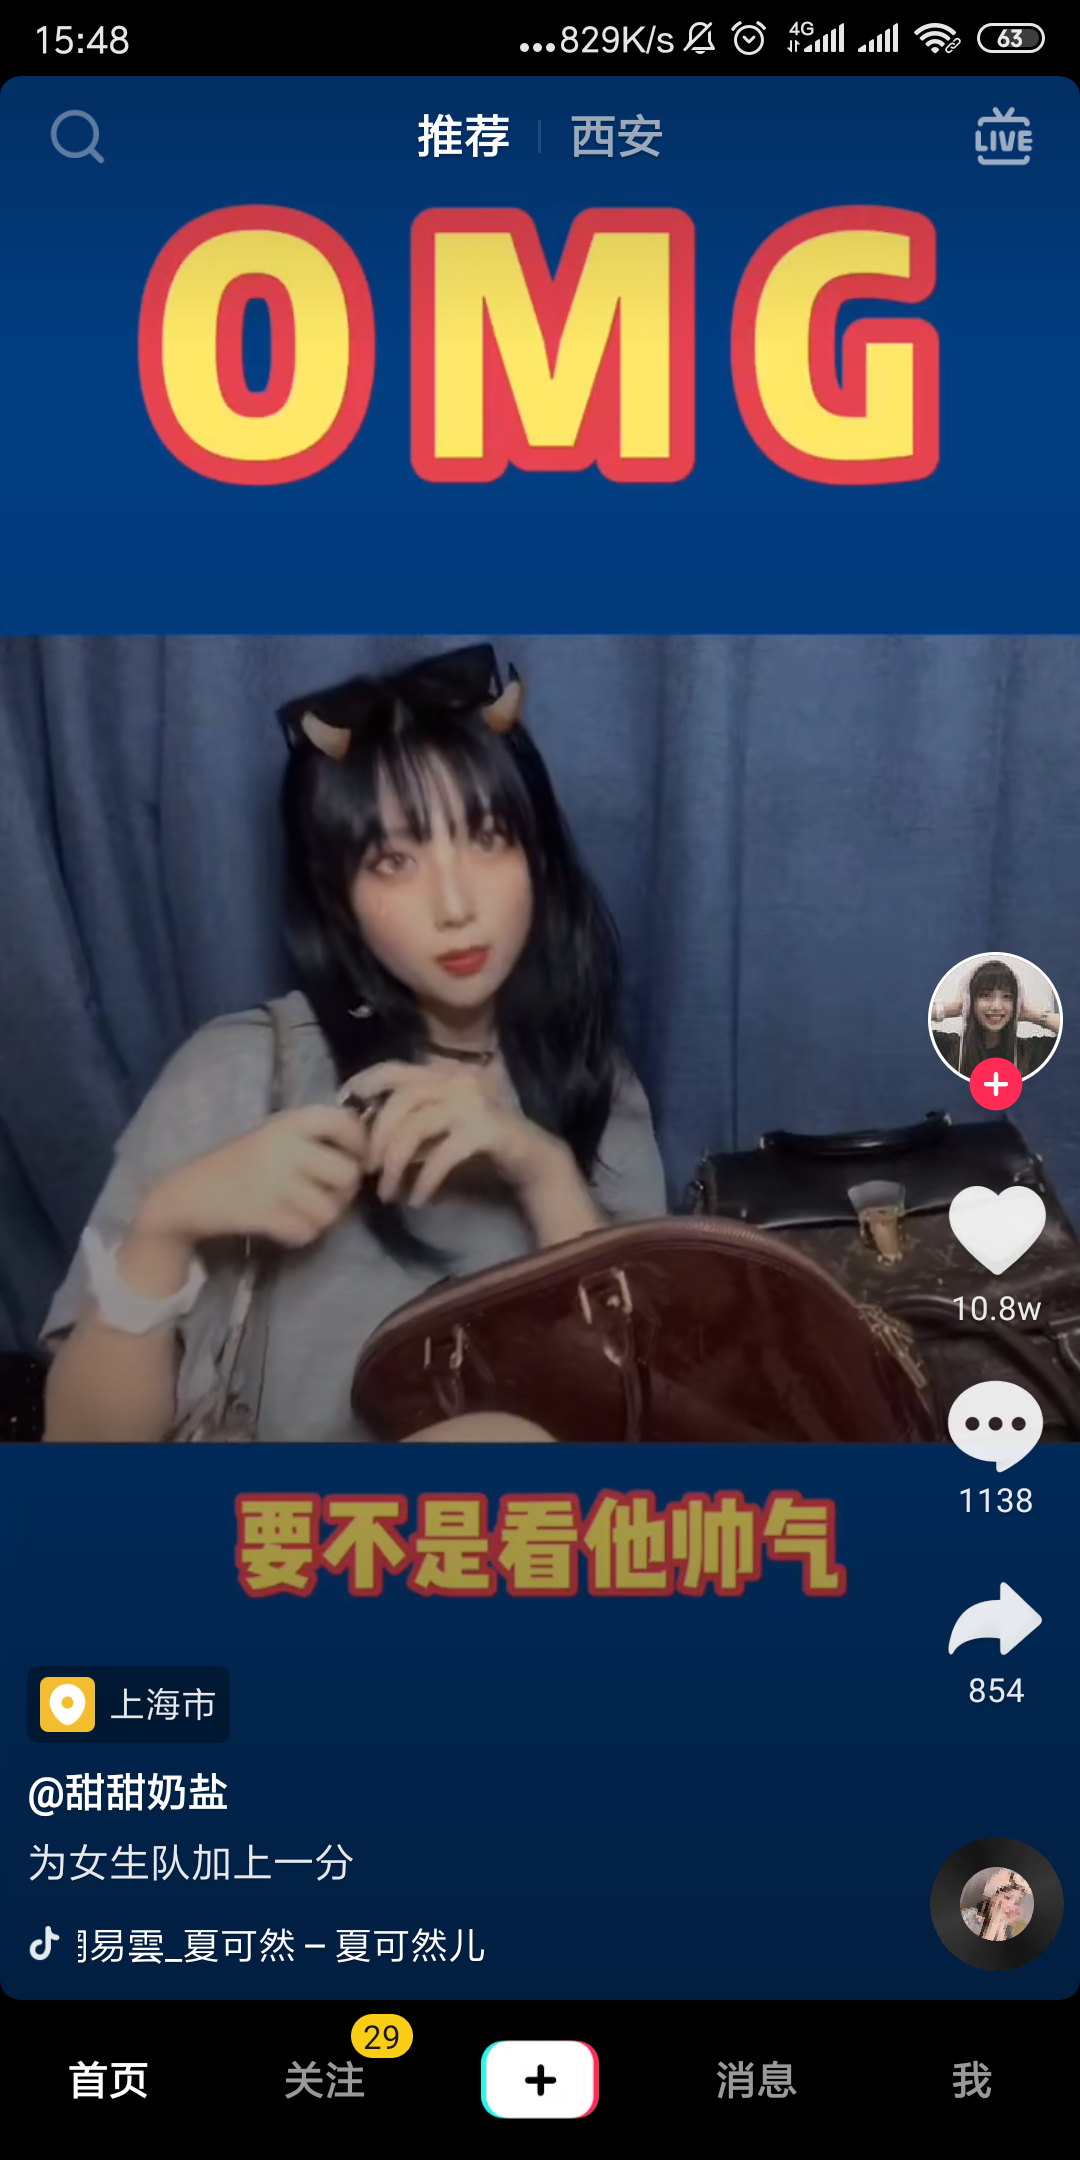 15:48
...829K/s 4G 63
推荐 西安 LIVE
OMG
10.8w
1138
要不是看他帅气
854
上海市
@甜甜奶盐
为女生队加上一分
易雲_夏可然 – 夏可然儿
29
首页 关注 消息 我